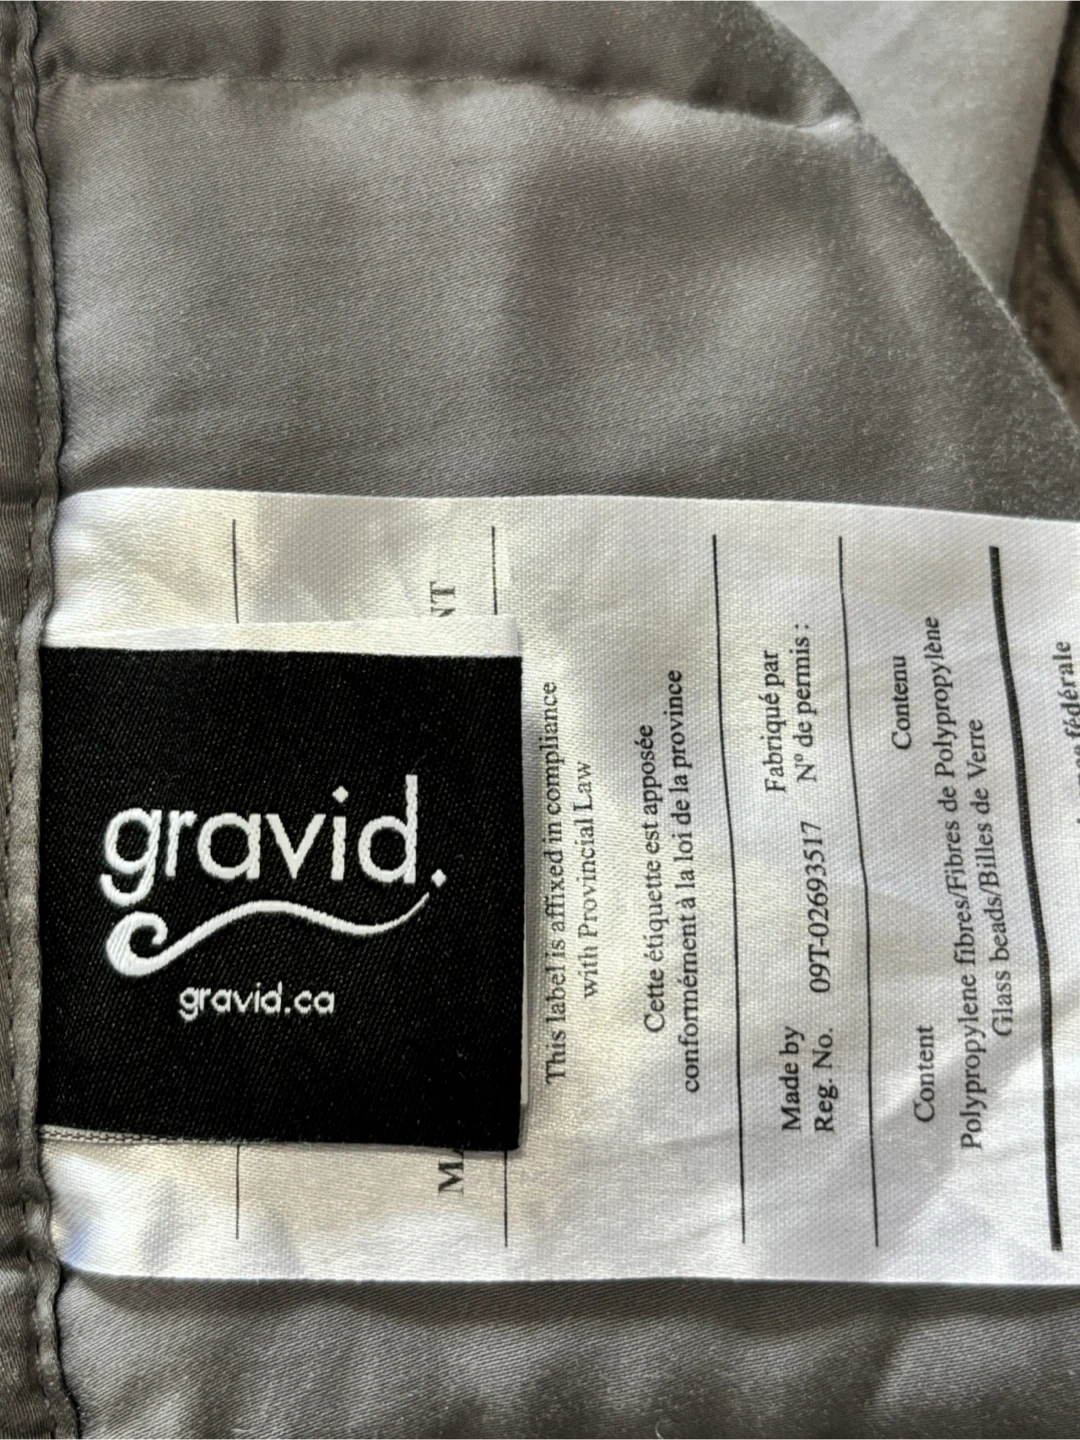 gravid.
gravid.ca
This label is affixed in compliance
with Provincial Law
Cette étiquette est apposée
conformément à la loi de la province
Made by Fabriqué par
Reg. No. 09T-02693517 Nº de permis :
Content Contenu
Polypropylene fibres/Fibres de Polypropylène
Glass beads/Billes de Verre
fédérale